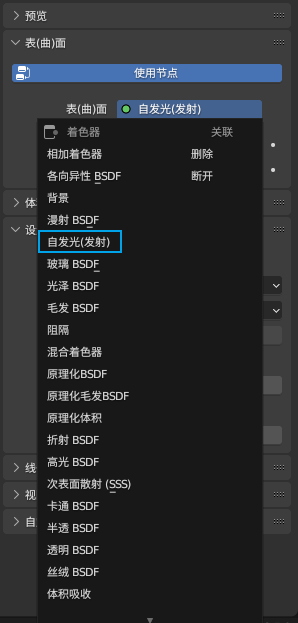 预览
表(曲)面
使用节点
表(曲)面 自发光(发射)
着色器 关联
相加着色器 删除
各向异性 BSDF 断开
背景
漫射 BSDF
自发光(发射)
玻璃 BSDF
光泽 BSDF
毛发 BSDF
阻隔
混合着色器
原理化BSDF
原理化毛发BSDF
原理化体积
折射 BSDF
高光 BSDF
次表面散射 (SSS)
卡通 BSDF
半透 BSDF
透明 BSDF
丝绒 BSDF
体积吸收
体
设
线
视
自